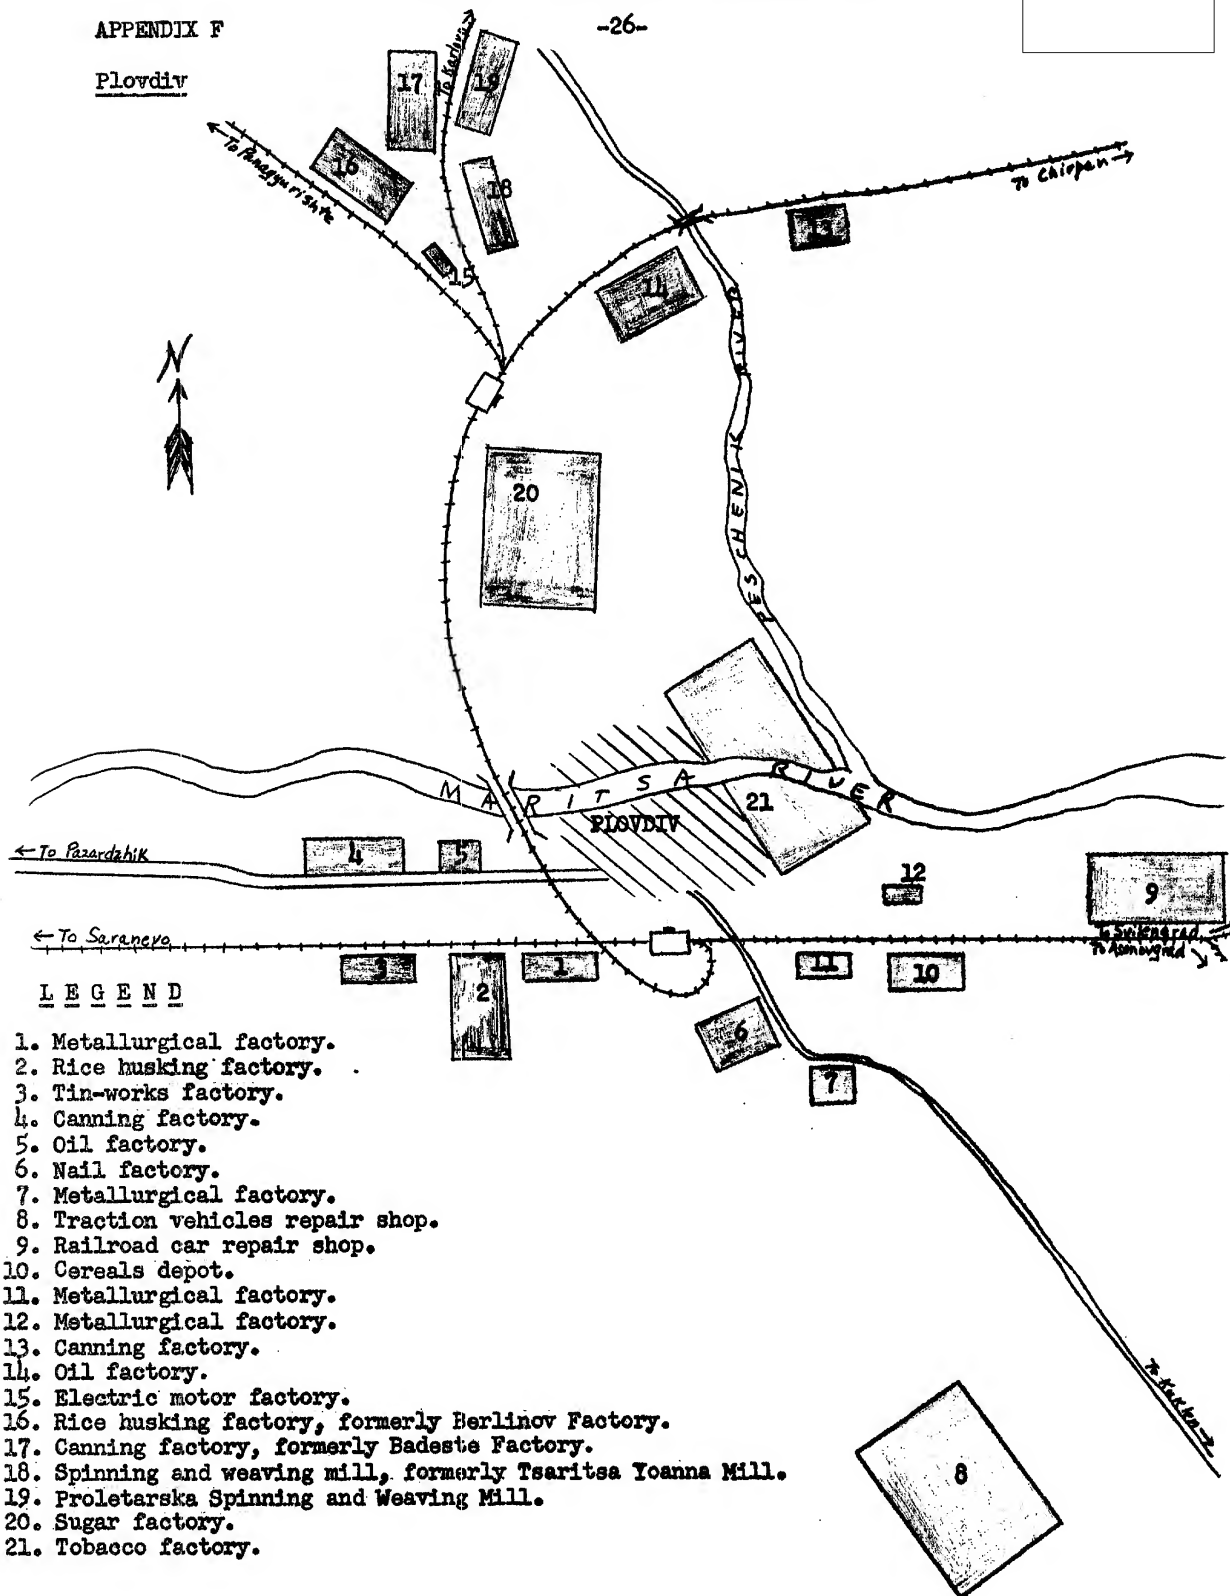 APPENDIX F
-26-
Plovdiv
17
To Karlovo
19
16
To Panagyurishte
18
15
To Chirpan
13
14
N
20
PESCHENIK RIVER
MARITSA RIVER
21
PLOVDIV
To Pazardzhik
4
5
12
9
To Saranevo
To Svilengrad
To Asenovgrad
3
2
1
11
10
6
7
To Kuklen
8
LEGEND
1. Metallurgical factory.
2. Rice husking factory.
3. Tin-works factory.
4. Canning factory.
5. Oil factory.
6. Nail factory.
7. Metallurgical factory.
8. Traction vehicles repair shop.
9. Railroad car repair shop.
10. Cereals depot.
11. Metallurgical factory.
12. Metallurgical factory.
13. Canning factory.
14. Oil factory.
15. Electric motor factory.
16. Rice husking factory, formerly Berlinov Factory.
17. Canning factory, formerly Badeste Factory.
18. Spinning and weaving mill, formerly Tsaritsa Yoanna Mill.
19. Proletarska Spinning and Weaving Mill.
20. Sugar factory.
21. Tobacco factory.